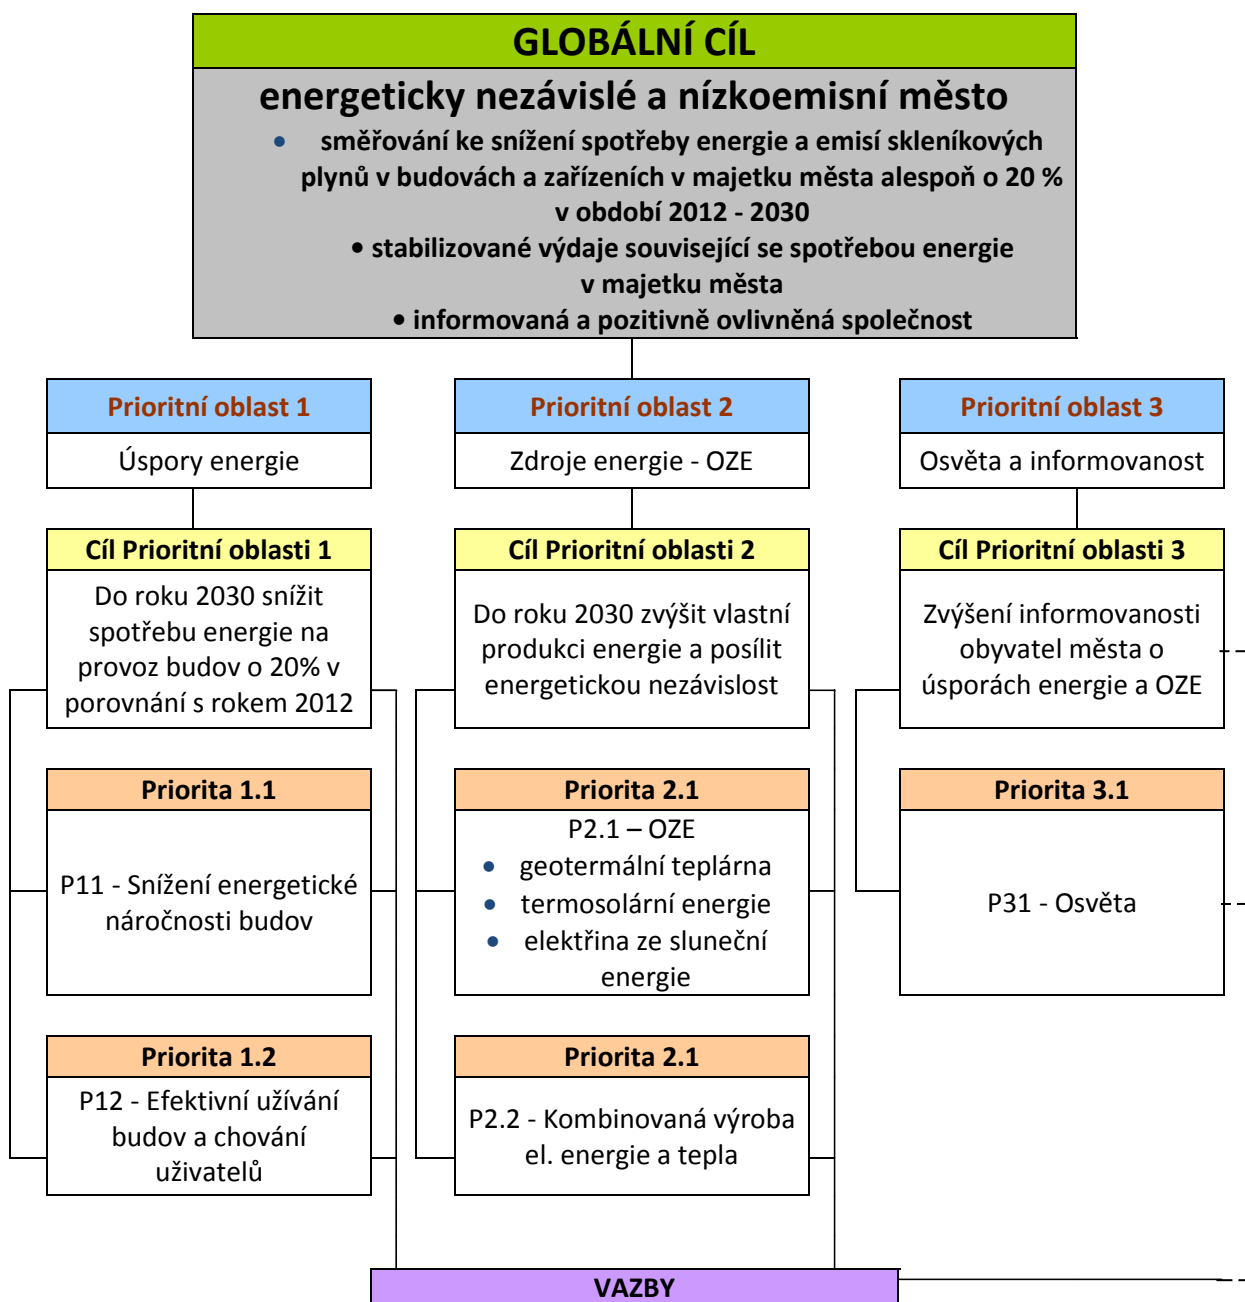 GLOBÁLNÍ CÍL
energeticky nezávislé a nízkoemisní město
• směřování ke snížení spotřeby energie a emisí skleníkových
plynů v budovách a zařízeních v majetku města alespoň o 20 %
v období 2012 - 2030
• stabilizované výdaje související se spotřebou energie
v majetku města
• informovaná a pozitivně ovlivněná společnost
Prioritní oblast 1
Úspory energie
Cíl Prioritní oblasti 1
Do roku 2030 snížit
spotřebu energie na
provoz budov o 20% v
porovnání s rokem 2012
Priorita 1.1
P11 - Snížení energetické
náročnosti budov
Priorita 1.2
P12 - Efektivní užívání
budov a chování
uživatelů
Prioritní oblast 2
Zdroje energie - OZE
Cíl Prioritní oblasti 2
Do roku 2030 zvýšit vlastní
produkci energie a posílit
energetickou nezávislost
Priorita 2.1
P2.1 – OZE
• geotermální teplárna
• termosolární energie
• elektřina ze sluneční
energie
Priorita 2.1
P2.2 - Kombinovaná výroba
el. energie a tepla
Prioritní oblast 3
Osvěta a informovanost
Cíl Prioritní oblasti 3
Zvýšení informovanosti
obyvatel města o
úsporách energie a OZE
Priorita 3.1
P31 - Osvěta
VAZBY